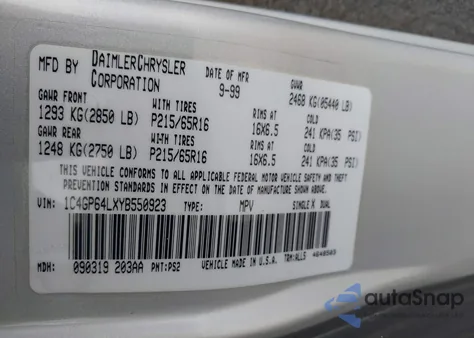 MFD BY DAIMLERCHRYSLER CORPORATION DATE OF MFR 9-99 GVWR 2468 KG(05440 LB)
GAWR FRONT WITH TIRES RIMS AT COLD
1293 KG(2850 LB) P215/65R16 16X6.5 241 KPA(35 PSI)
GAWR REAR WITH TIRES RIMS AT COLD
1248 KG(2750 LB) P215/65R16 16X6.5 241 KPA(35 PSI)
THIS VEHICLE CONFORMS TO ALL APPLICABLE FEDERAL MOTOR VEHICLE SAFETY, BUMPER, AND THEFT
PREVENTION STANDARDS IN EFFECT ON THE DATE OF MANUFACTURE SHOWN ABOVE.
VIN: 1C4GP64LXYB550923 TYPE: MPV SINGLE X DUAL
MDH: 090319 203AA PNT:PS2 VEHICLE MADE IN U.S.A. TRM:ALL5
autoSnap